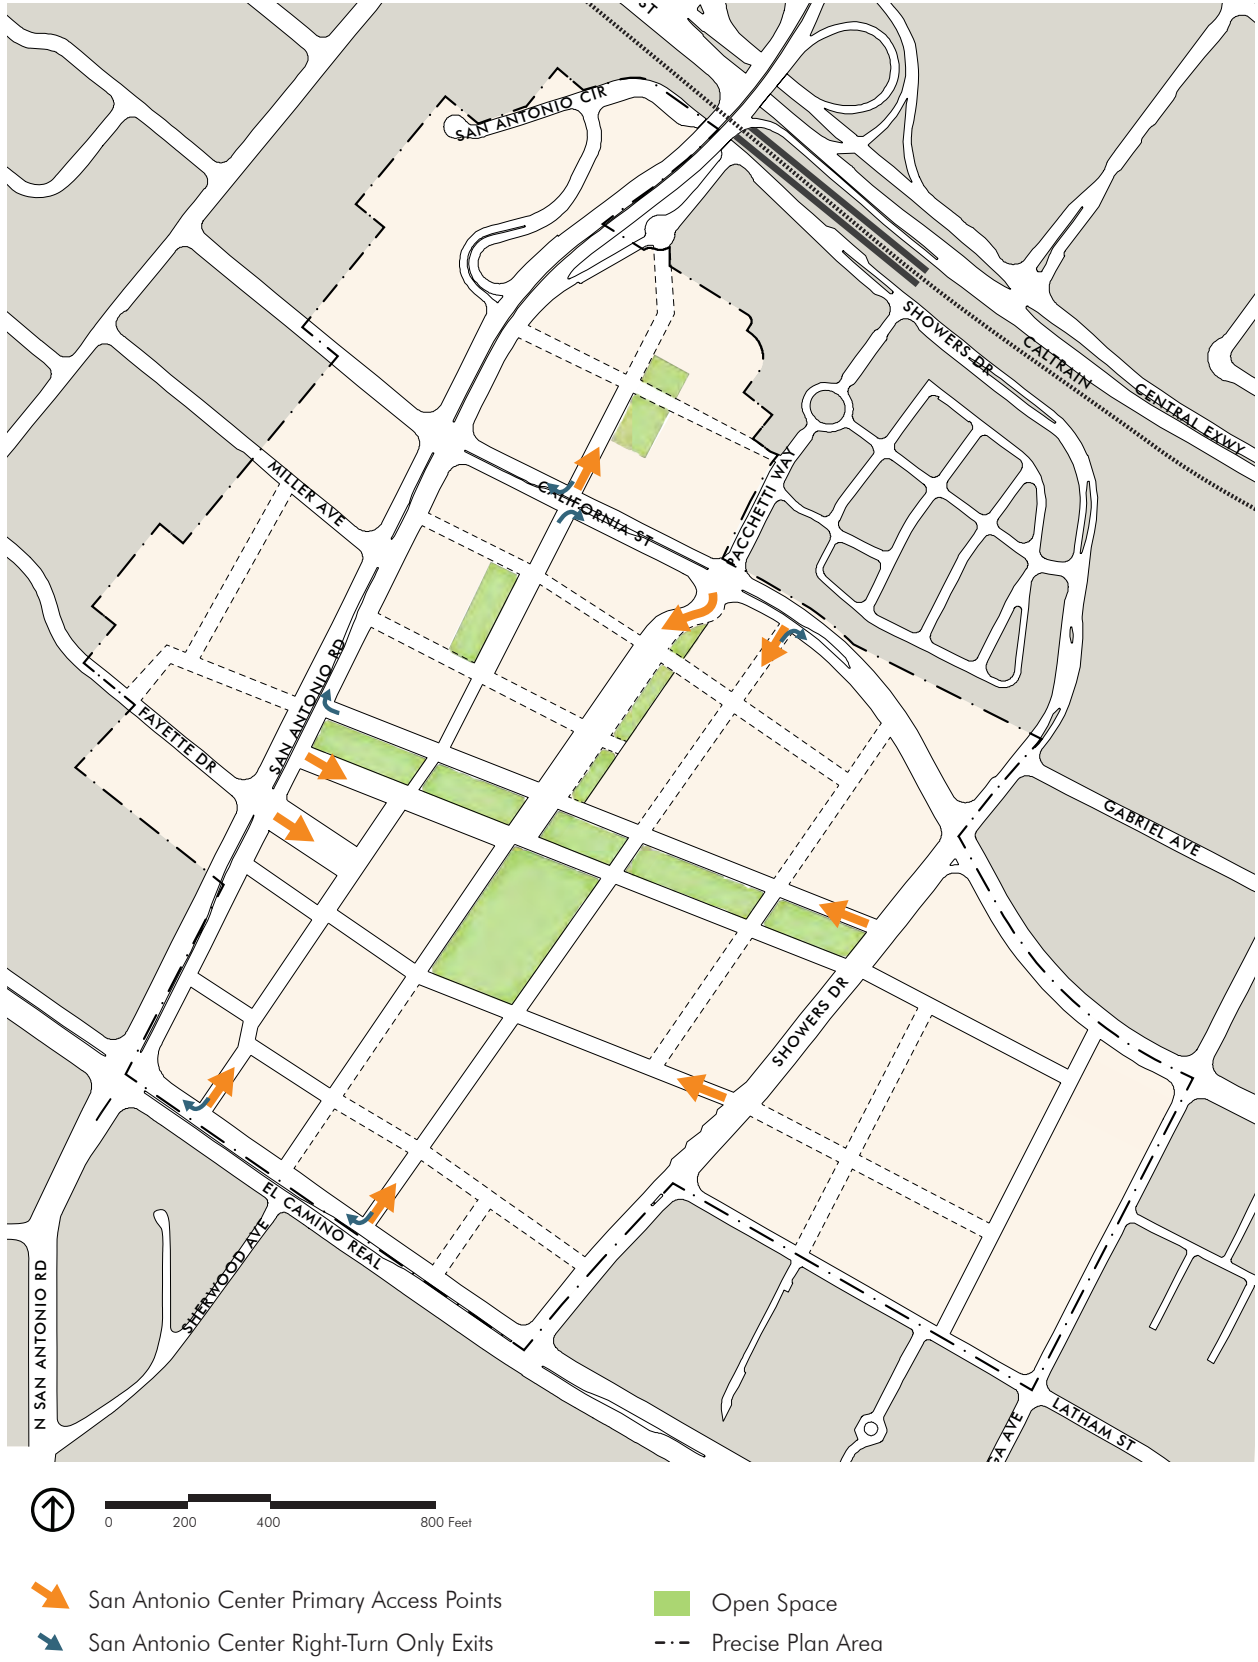 ST
SAN ANTONIO CIR
SHOWERS DR
CALTRAIN
CENTRAL EXWY
MILLER AVE
CALIFORNIA ST
PACCHETTI WAY
SAN ANTONIO RD
FAYETTE DR
GABRIEL AVE
SHOWERS DR
EL CAMINO REAL
SHERWOOD AVE
N SAN ANTONIO RD
LATHAM ST
SA AVE
0 200 400 800 Feet
San Antonio Center Primary Access Points
San Antonio Center Right-Turn Only Exits
Open Space
Precise Plan Area